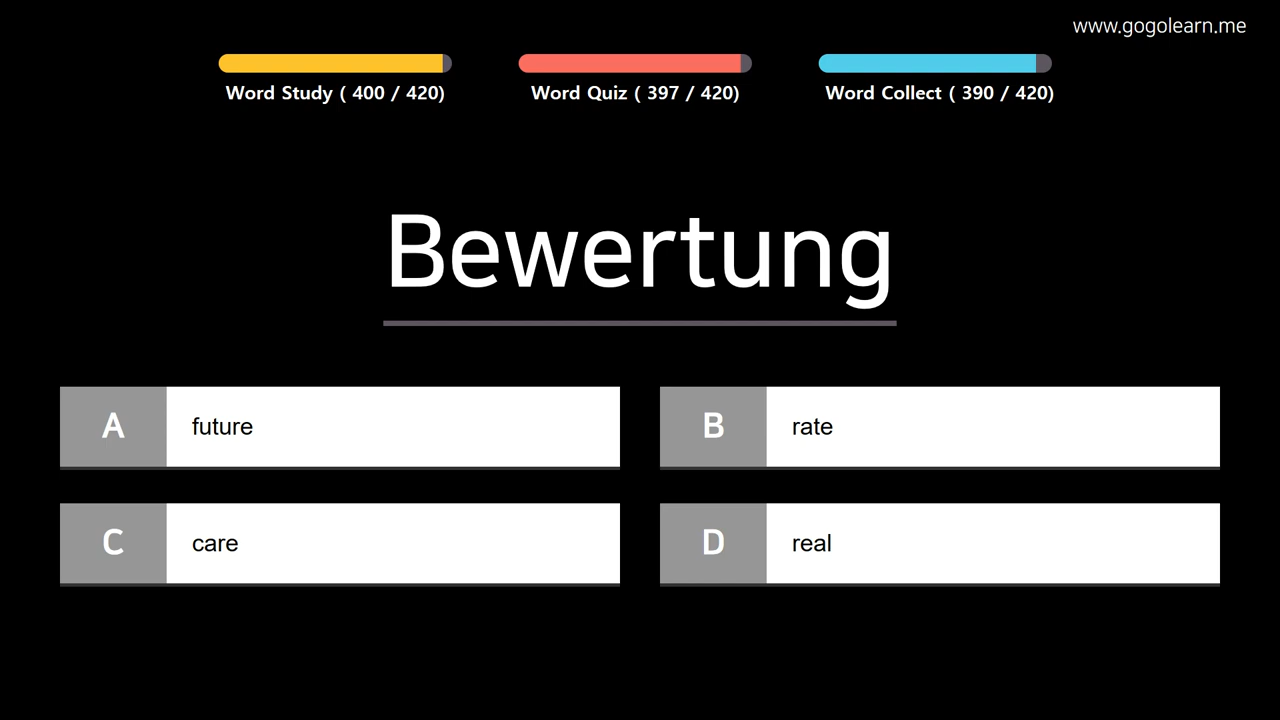 www.gogolearn.me
Word Study ( 400 / 420)
Word Quiz ( 397 / 420)
Word Collect ( 390 / 420)
Bewertung
A future
B rate
C care
D real